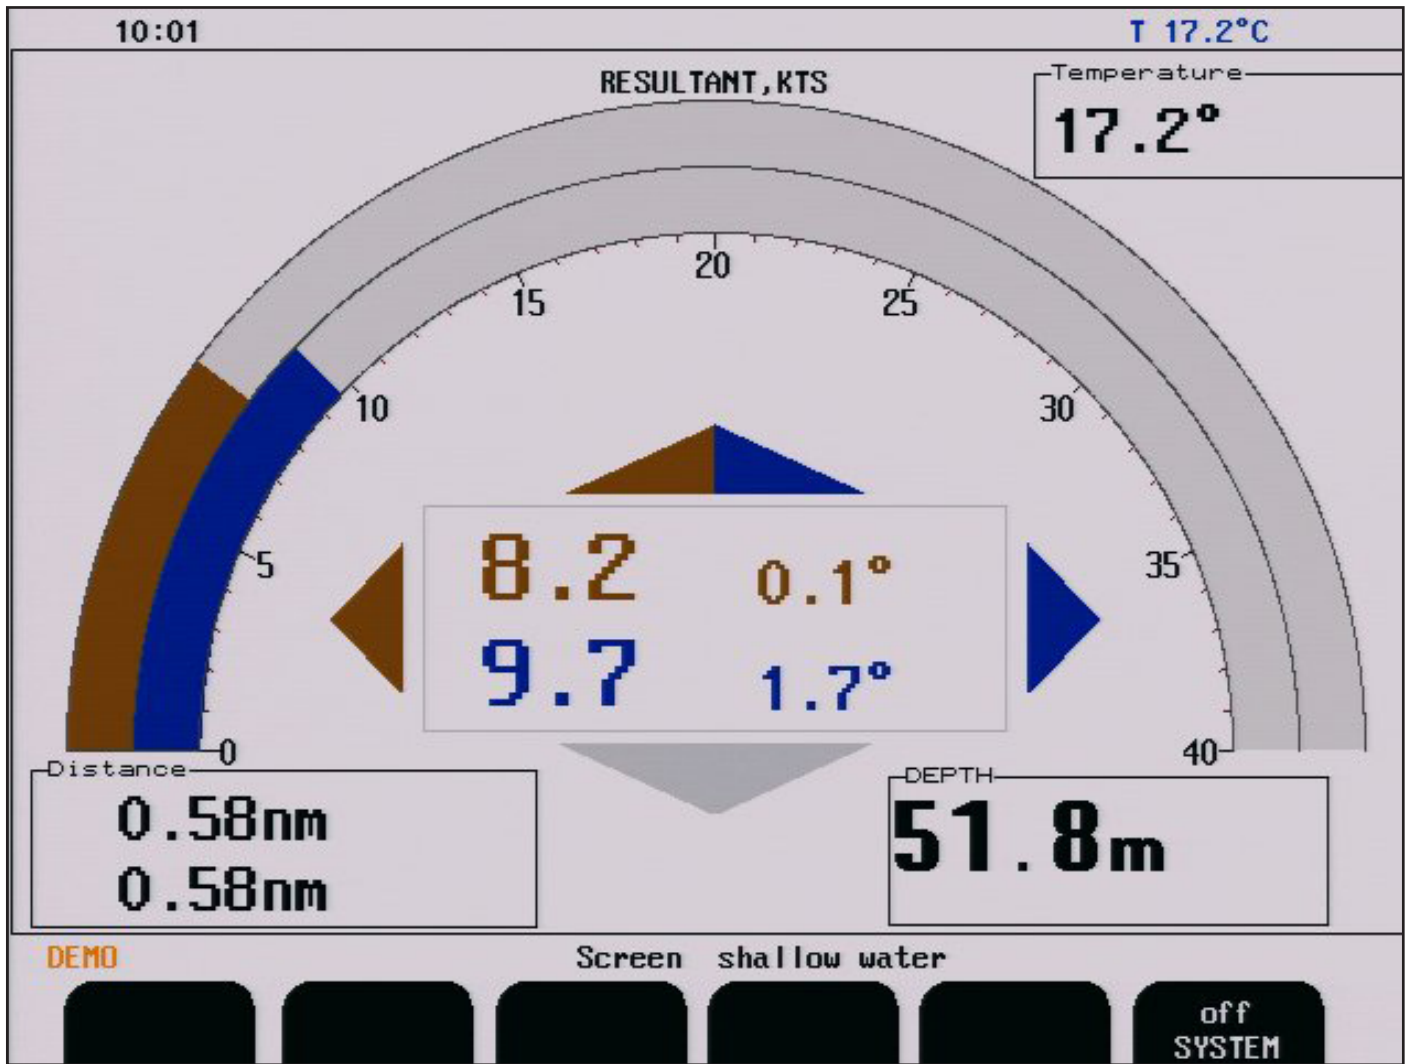 10:01
T 17.2°C
RESULTANT,KTS
Temperature
17.2°
20
15
25
10
30
5
35
0
40
8.2
0.1°
9.7
1.7°
Distance
0.58nm
0.58nm
DEPTH
51.8m
DEMO
Screen shallow water
off
SYSTEM